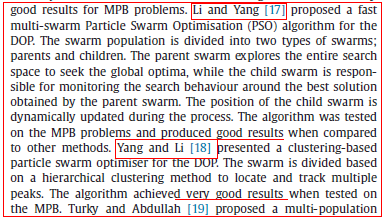 good results for MPB problems. Li and Yang [17] proposed a fast
multi-swarm Particle Swarm Optimisation (PSO) algorithm for the
DOP. The swarm population is divided into two types of swarms;
parents and children. The parent swarm explores the entire search
space to seek the global optima, while the child swarm is respon-
sible for monitoring the search behaviour around the best solution
obtained by the parent swarm. The position of the child swarm is
dynamically updated during the process. The algorithm was tested
on the MPB problems and produced good results when compared
to other methods. Yang and Li [18] presented a clustering-based
particle swarm optimiser for the DOP. The swarm is divided based
on a hierarchical clustering method to locate and track multiple
peaks. The algorithm achieved very good results when tested on
the MPB. Turky and Abdullah [19] proposed a multi-population